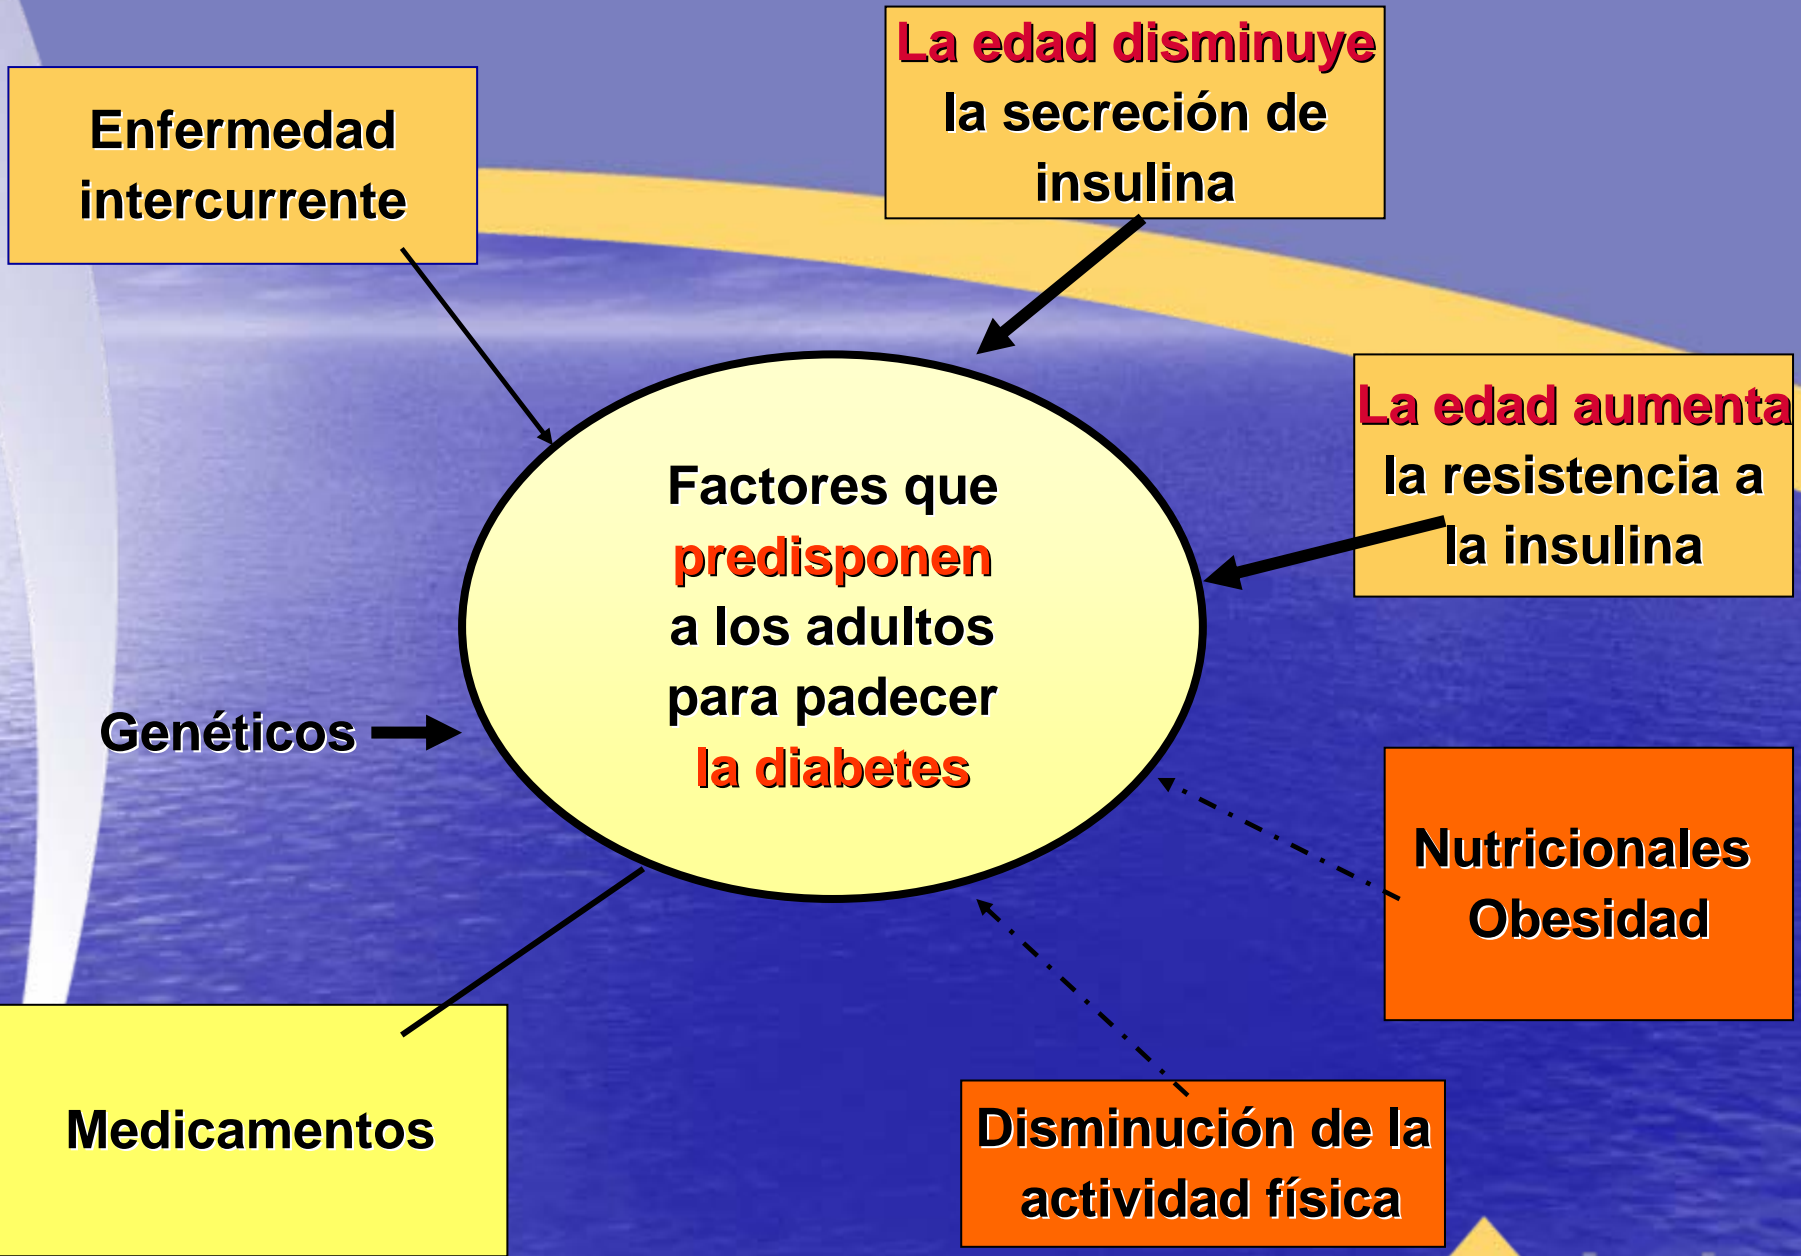 La edad disminuye
la secreción de
insulina
Enfermedad
intercurrente
La edad aumenta
la resistencia a
la insulina
Factores que
predisponen
a los adultos
para padecer
la diabetes
Genéticos
Nutricionales
Obesidad
Medicamentos
Disminución de la
actividad física